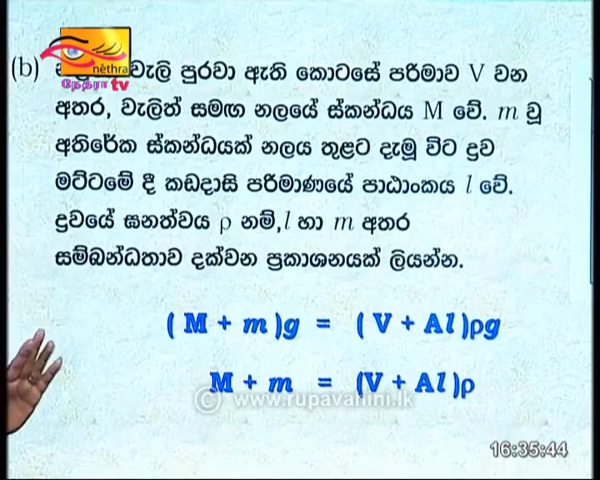 nethra
நேத்ரா tv
(b) වැලි පුරවා ඇති කොටසේ පරිමාව V වන
අතර, වැලිත් සමඟ නලයේ ස්කන්ධය M වේ. m වූ
අතිරේක ස්කන්ධයක් නලය තුළට දැමූ විට ද්‍රව
මට්ටමේ දී කඩදාසි පරිමාණයේ පාඨාංකය l වේ.
ද්‍රවයේ ඝනත්වය ρ නම්, l හා m අතර
සම්බන්ධතාව දක්වන ප්‍රකාශනයක් ලියන්න.
( M + m )g = ( V + Al )ρg
M + m = (V + Al )ρ
© www.rupavahini.lk
16:35:44